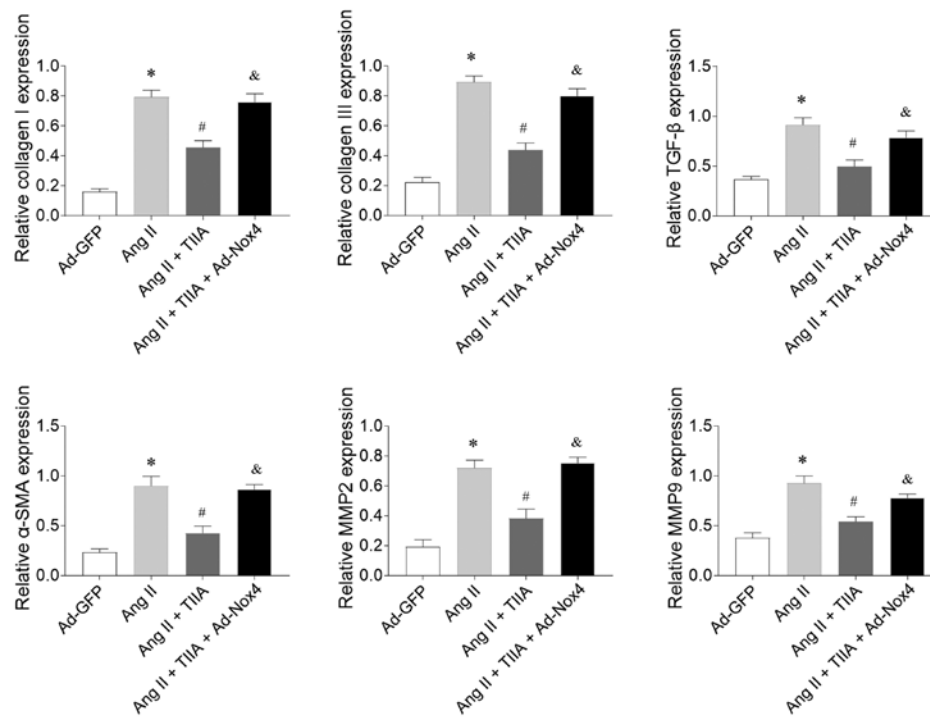 Relative collagen I expression
1.0
0.8
0.6
0.4
0.2
0.0
*
#
&
Ad-GFP
Ang II
Ang II + TIIA
Ang II + TIIA + Ad-Nox4
Relative collagen III expression
1.0
0.8
0.6
0.4
0.2
0.0
*
#
&
Ad-GFP
Ang II
Ang II + TIIA
Ang II + TIIA + Ad-Nox4
Relative TGF-β expression
1.5
1.0
0.5
0.0
*
#
&
Ad-GFP
Ang II
Ang II + TIIA
Ang II + TIIA + Ad-Nox4
Relative α-SMA expression
1.5
1.0
0.5
0.0
*
#
&
Ad-GFP
Ang II
Ang II + TIIA
Ang II + TIIA + Ad-Nox4
Relative MMP2 expression
1.0
0.8
0.6
0.4
0.2
0.0
*
#
&
Ad-GFP
Ang II
Ang II + TIIA
Ang II + TIIA + Ad-Nox4
Relative MMP9 expression
1.5
1.0
0.5
0.0
*
#
&
Ad-GFP
Ang II
Ang II + TIIA
Ang II + TIIA + Ad-Nox4